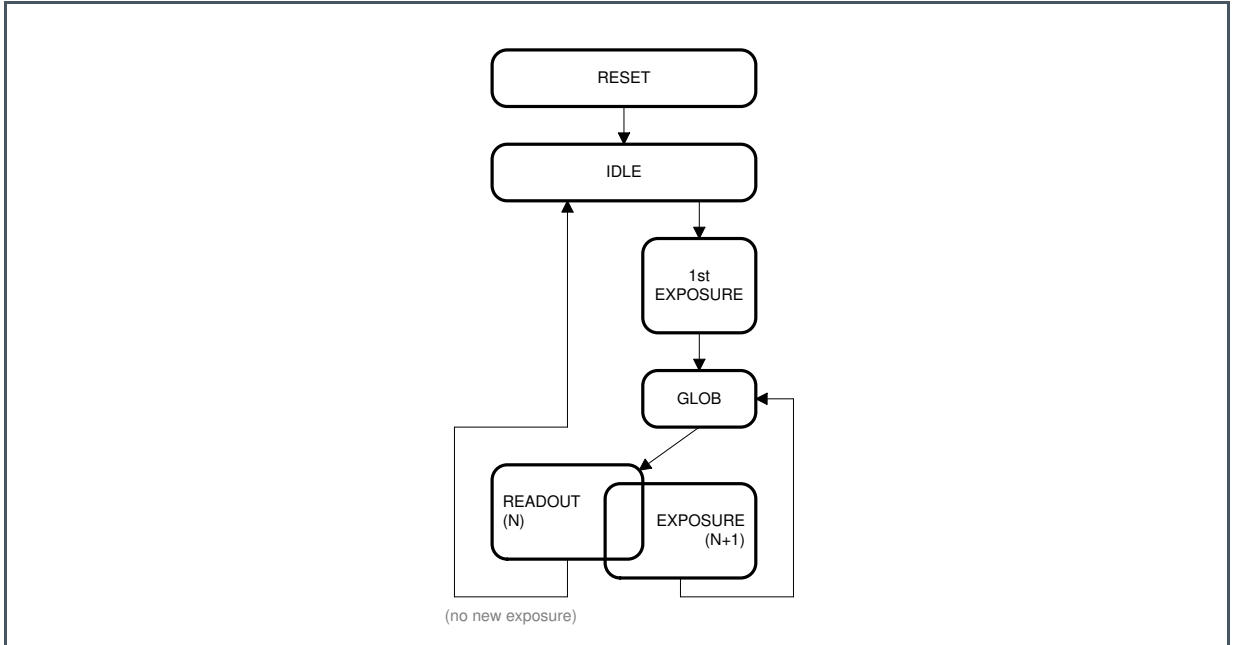 RESET
IDLE
1st
EXPOSURE
GLOB
READOUT
(N)
EXPOSURE
(N+1)
(no new exposure)